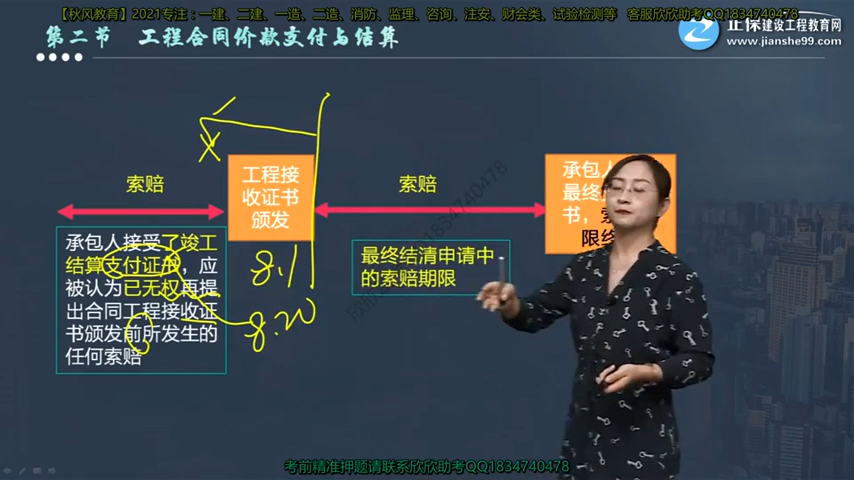 【秋风教育】2021专注：一建、二建、一造、二造、消防、监理、咨询、注安、财会类、试验检测等 客服欣欣助考QQ1834740478
第二节 工程合同价款交付与结算
正保建设工程教育网
www.jianshe99.com
索赔
工程接
收证书
颁发
索赔
承包人
最终
书，
限
承包人接受了竣工
结算支付证
，应
被认为已无权再提
出合同工程接收证
书颁发前所发生的
任何索赔
最终结清申请中
的索赔期限
8.1
8.20
1834740478
考前精准押题请联系欣欣助考QQ1834740478